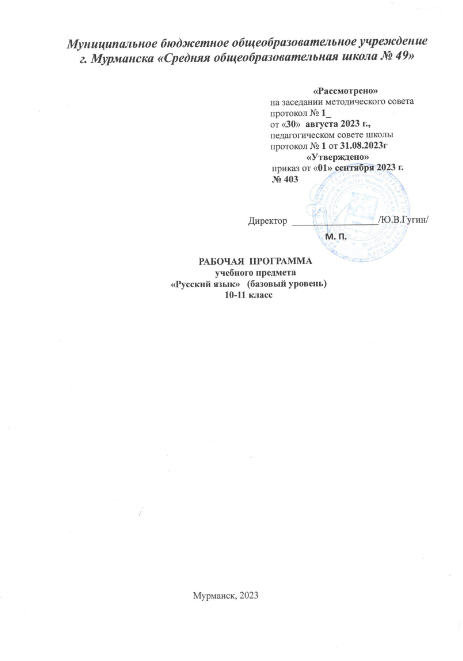 Муниципальное бюджетное общеобразовательное учреждение
г. Мурманска «Средняя общеобразовательная школа № 49»
«Рассмотрено»
на заседании методического совета
протокол № 1_
от «30» августа 2023 г.,
педагогическом совете школы
протокол № 1 от 31.08.2023г
«Утверждено»
приказ от «01» сентября 2023 г.
№ 403
Директор __________________/Ю.В.Гугин/
М. П.
РАБОЧАЯ ПРОГРАММА
учебного предмета
«Русский язык» (базовый уровень)
10-11 класс
Мурманск, 2023